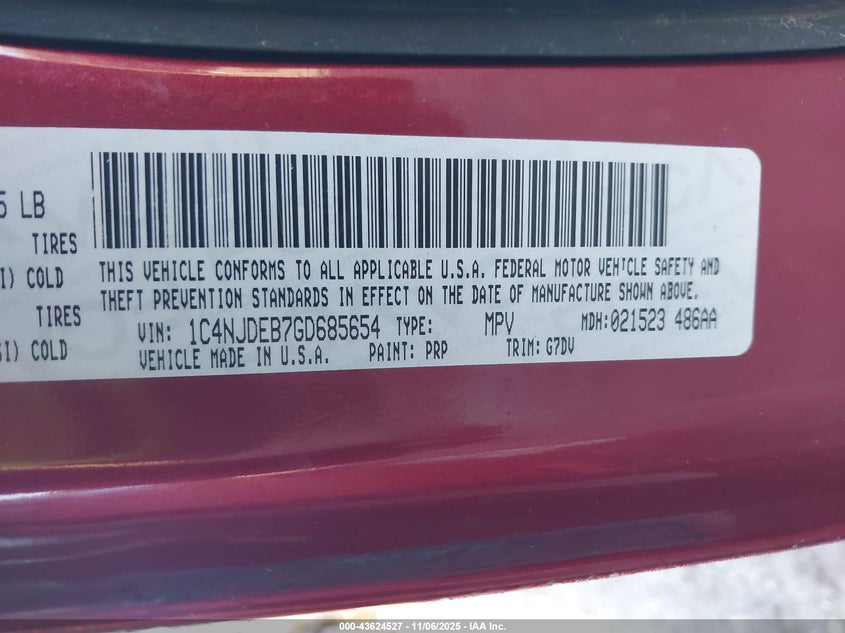 5 LB
TIRES
I) COLD
TIRES
SI) COLD
THIS VEHICLE CONFORMS TO ALL APPLICABLE U.S.A. FEDERAL MOTOR VEHICLE SAFETY AND
THEFT PREVENTION STANDARDS IN EFFECT ON THE DATE OF MANUFACTURE SHOWN ABOVE.
VIN: 1C4NJDEB7GD685654 TYPE: MPV MDH:021523 486AA
VEHICLE MADE IN U.S.A. PAINT: PRP TRIM: G7DV
000-43624527 | 11/06/2025 | IAA Inc.